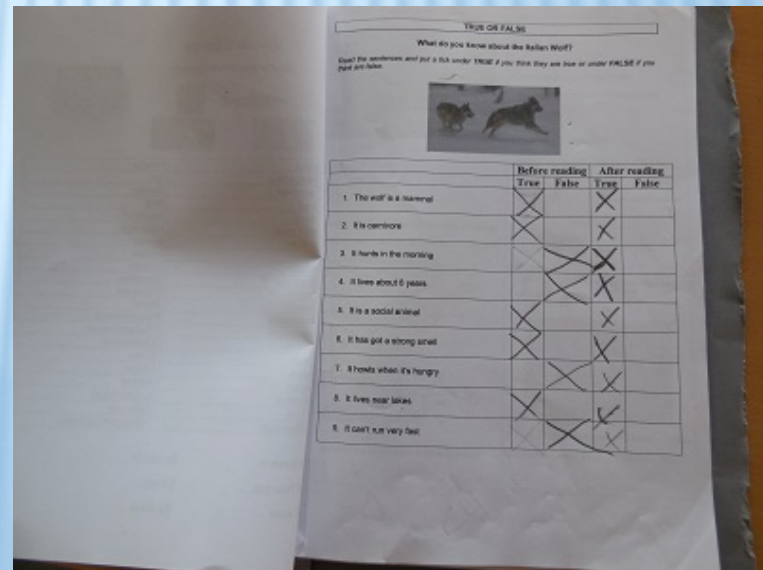 TRUE OR FALSE
What do you know about the Italian Wolf?
Read the sentences and put a tick under TRUE if you think they are true or under FALSE if you
think are false.
Before reading After reading
True False True False
1. The wolf is a mammal
2. It is carnivore
3. It hunts in the morning
4. It lives about 6 years
5. It is a social animal
6. It has got a strong smell
7. It howls when it's hungry
8. It lives near lakes
9. It can't run very fast